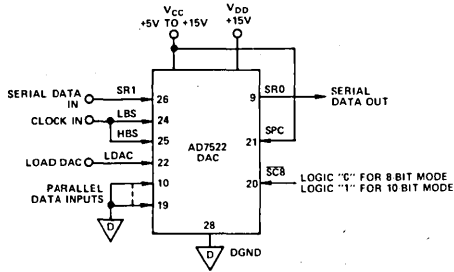 VCC
+5V TO +15V
VDD
+15V
SERIAL DATA
IN
SR1
26
9
SRO
SERIAL
DATA OUT
CLOCK IN
LBS
24
HBS
25
SPC
21
AD7522
DAC
LOAD DAC
LDAC
22
SC8
20
LOGIC "C" FOR 8-BIT MODE
LOGIC "1" FOR 10 BIT MODE
PARALLEL
DATA INPUTS
10
19
D
28
D
DGND